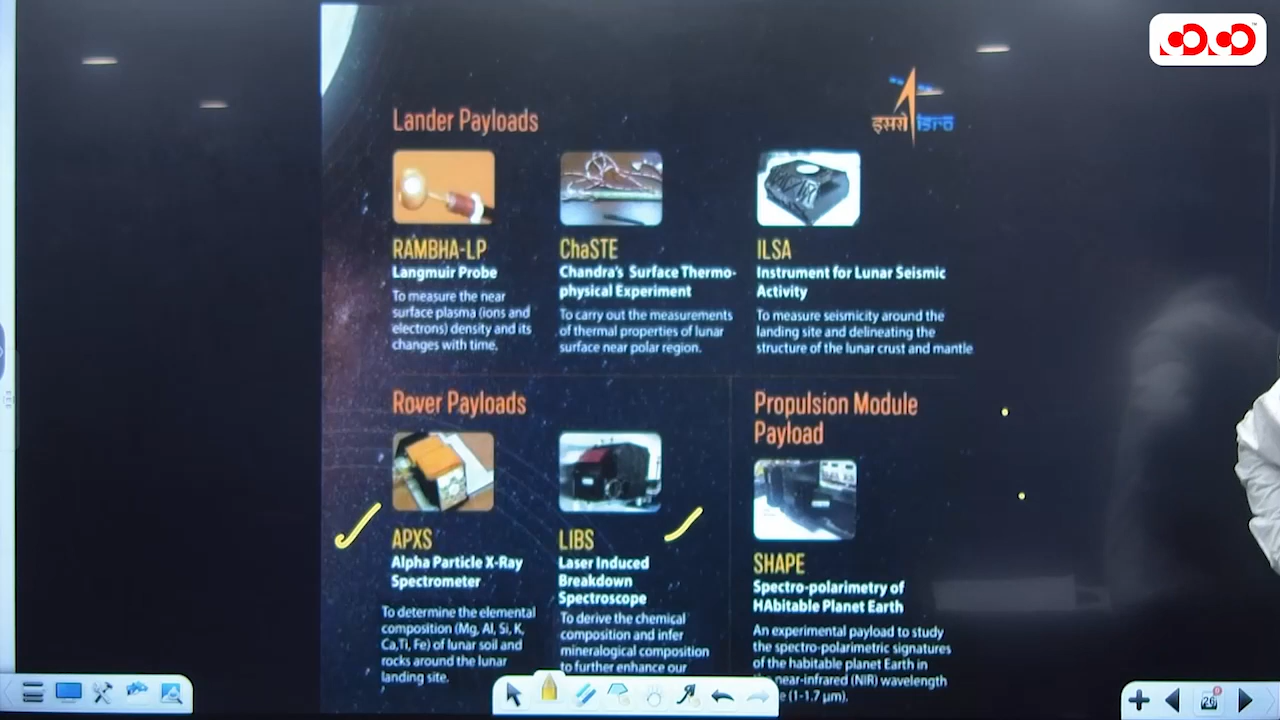 Lander Payloads
इसरो isro
RAMBHA-LP
Langmuir Probe
To measure the near
surface plasma (ions and
electrons) density and its
changes with time.
ChaSTE
Chandra's Surface Thermo-
physical Experiment
To carry out the measurements
of thermal properties of lunar
surface near polar region.
ILSA
Instrument for Lunar Seismic
Activity
To measure seismicity around the
landing site and delineating the
structure of the lunar crust and mantle
Rover Payloads
APXS
Alpha Particle X-Ray
Spectrometer
To determine the elemental
composition (Mg, Al, Si, K,
Ca,Ti, Fe) of lunar soil and
rocks around the lunar
landing site.
LIBS
Laser Induced
Breakdown
Spectroscope
To derive the chemical
composition and infer
mineralogical composition
to further enhance our
Propulsion Module
Payload
SHAPE
Spectro-polarimetry of
HAbitable Planet Earth
An experimental payload to study
the spectro-polarimetric signatures
of the habitable planet Earth in
near-infrared (NIR) wavelength
(1-1.7 μm).
26